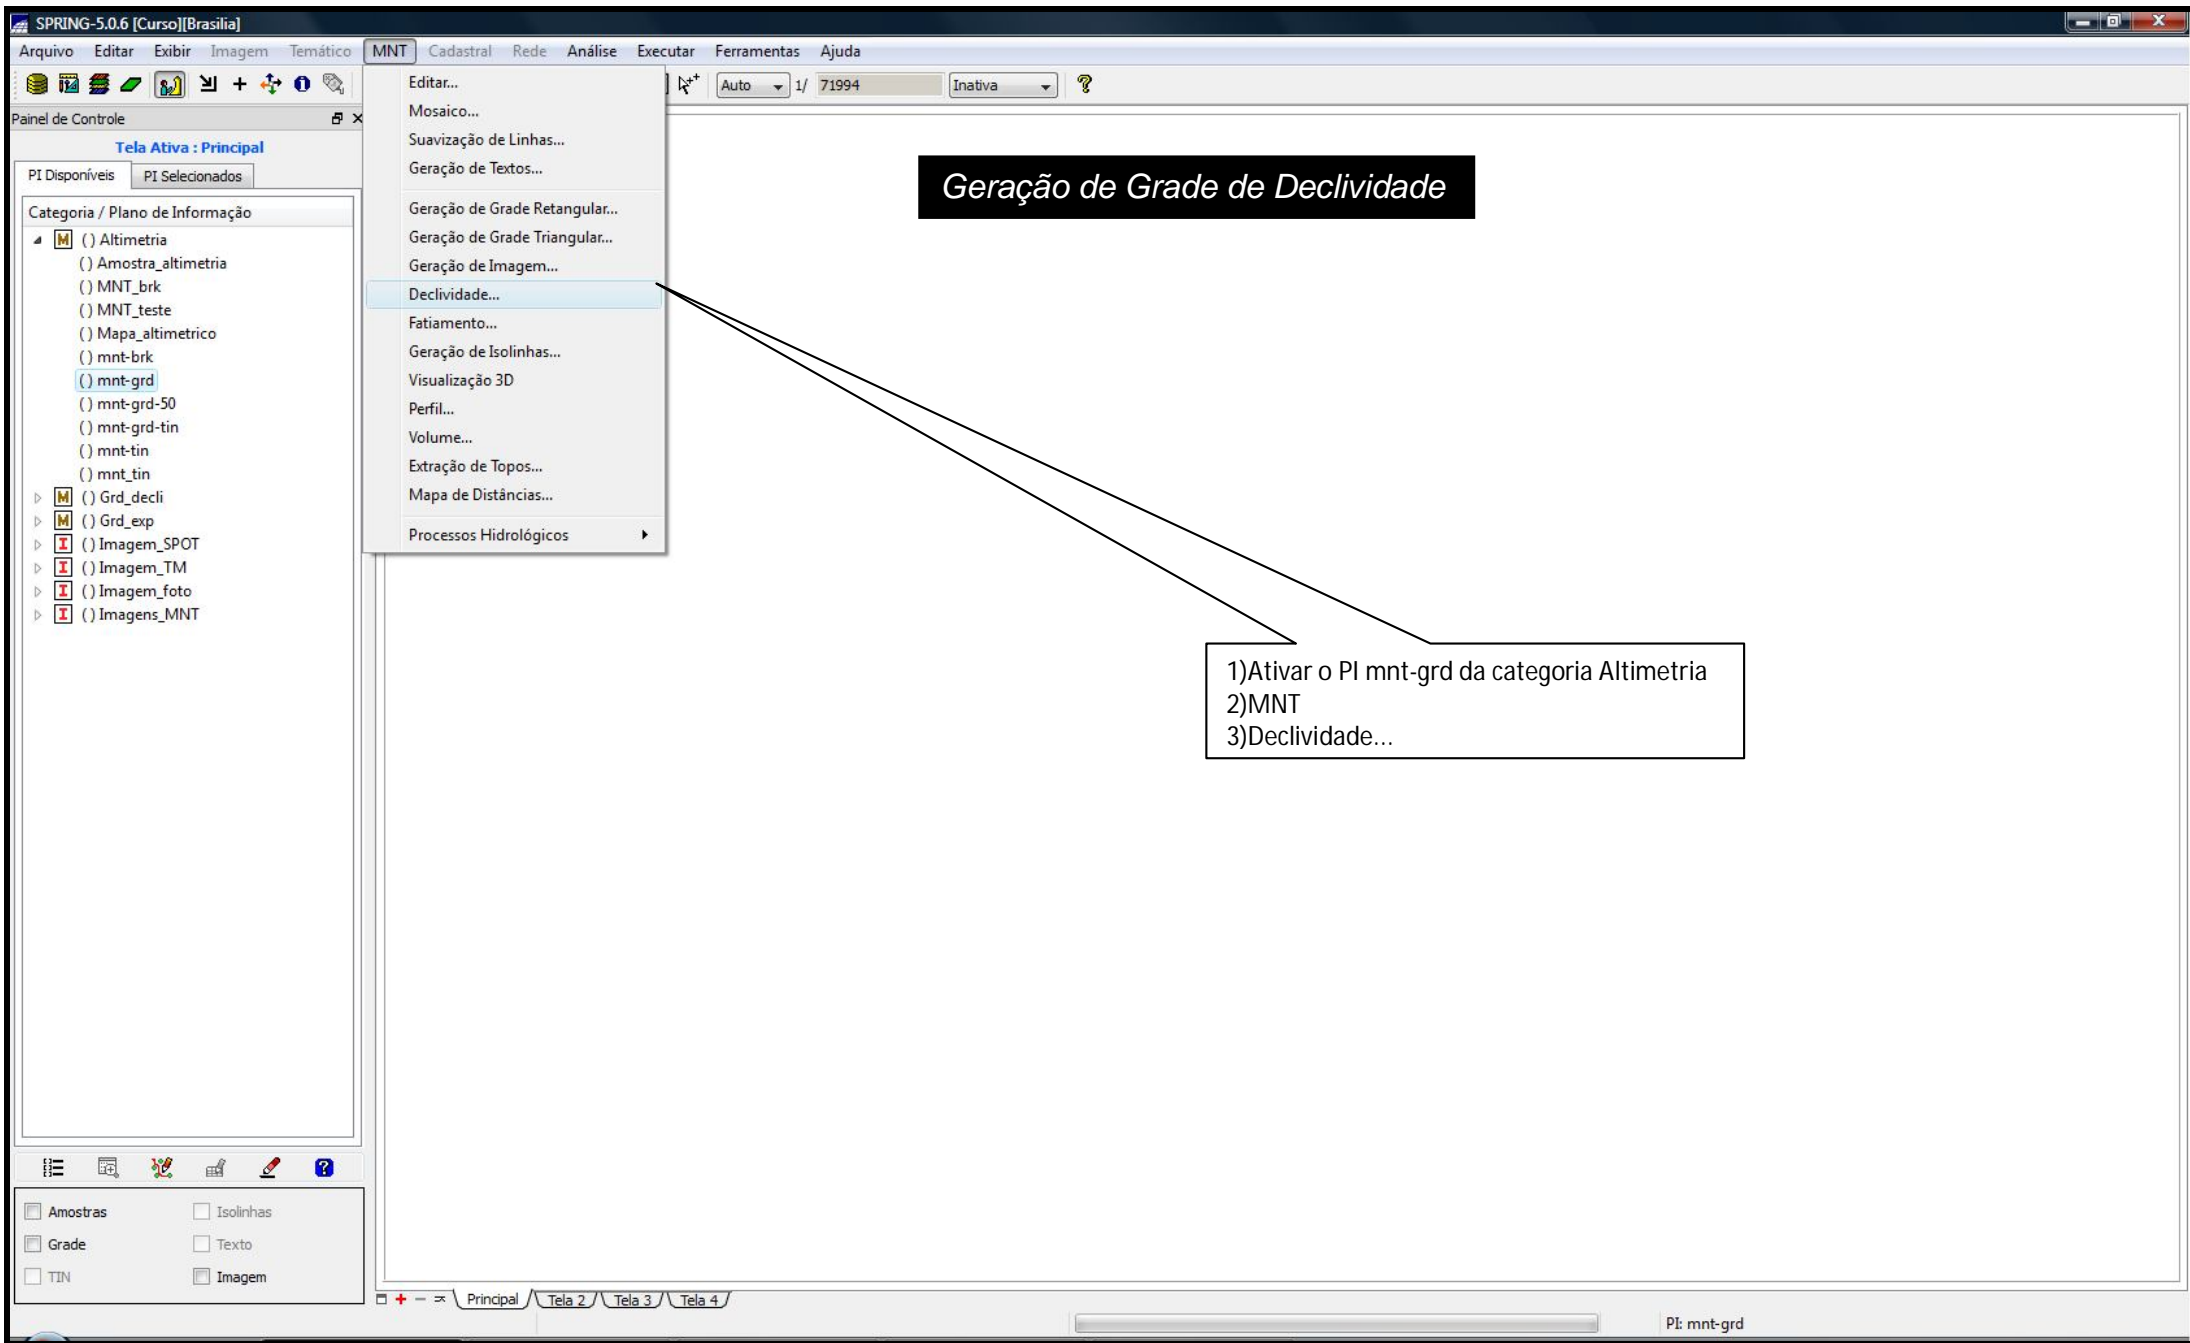 SPRING-5.0.6 [Curso][Brasilia]
Arquivo Editar Exibir Imagem Temático MNT Cadastral Rede Análise Executar Ferramentas Ajuda
Auto 1/ 71994 Inativa
Painel de Controle
Tela Ativa : Principal
PI Disponíveis PI Selecionados
Categoria / Plano de Informação
M () Altimetria
() Amostra_altimetria
() MNT_brk
() MNT_teste
() Mapa_altimetrico
() mnt-brk
() mnt-grd
() mnt-grd-50
() mnt-grd-tin
() mnt-tin
() mnt_tin
M () Grd_decli
M () Grd_exp
I () Imagem_SPOT
I () Imagem_TM
I () Imagem_foto
I () Imagens_MNT
Editar...
Mosaico...
Suavização de Linhas...
Geração de Textos...
Geração de Grade Retangular...
Geração de Grade Triangular...
Geração de Imagem...
Declividade...
Fatiamento...
Geração de Isolinhas...
Visualização 3D
Perfil...
Volume...
Extração de Topos...
Mapa de Distâncias...
Processos Hidrológicos
Geração de Grade de Declividade
1)Ativar o PI mnt-grd da categoria Altimetria
2)MNT
3)Declividade...
Amostras Isolinhas
Grade Texto
TIN Imagem
Principal Tela 2 Tela 3 Tela 4
PI: mnt-grd